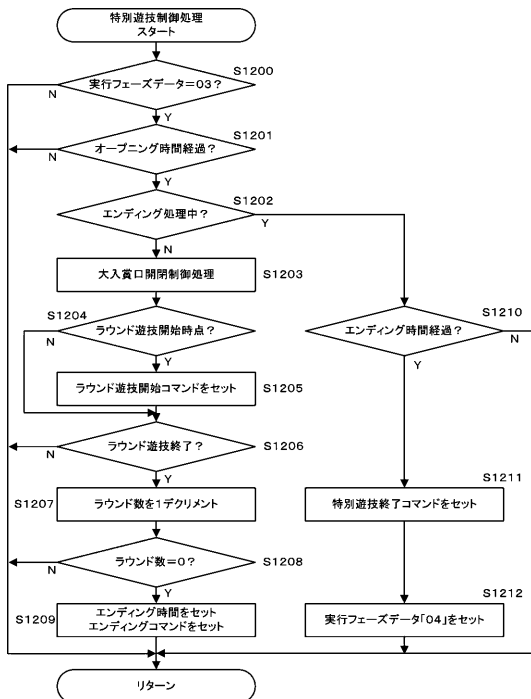 特別遊技制御処理
スタート
S1200
実行フェーズデータ=03?
N
Y
S1201
オープニング時間経過?
N
Y
S1202
エンディング処理中?
Y
N
大入賞口開閉制御処理
S1203
S1204
ラウンド遊技開始時点?
N
Y
S1210
エンディング時間経過?
N
Y
ラウンド遊技開始コマンドをセット
S1205
ラウンド遊技終了?
S1206
N
Y
S1207
ラウンド数を1デクリメント
S1211
特別遊技終了コマンドをセット
ラウンド数=0?
S1208
N
Y
S1209
エンディング時間をセット
エンディングコマンドをセット
S1212
実行フェーズデータ「04」をセット
リターン